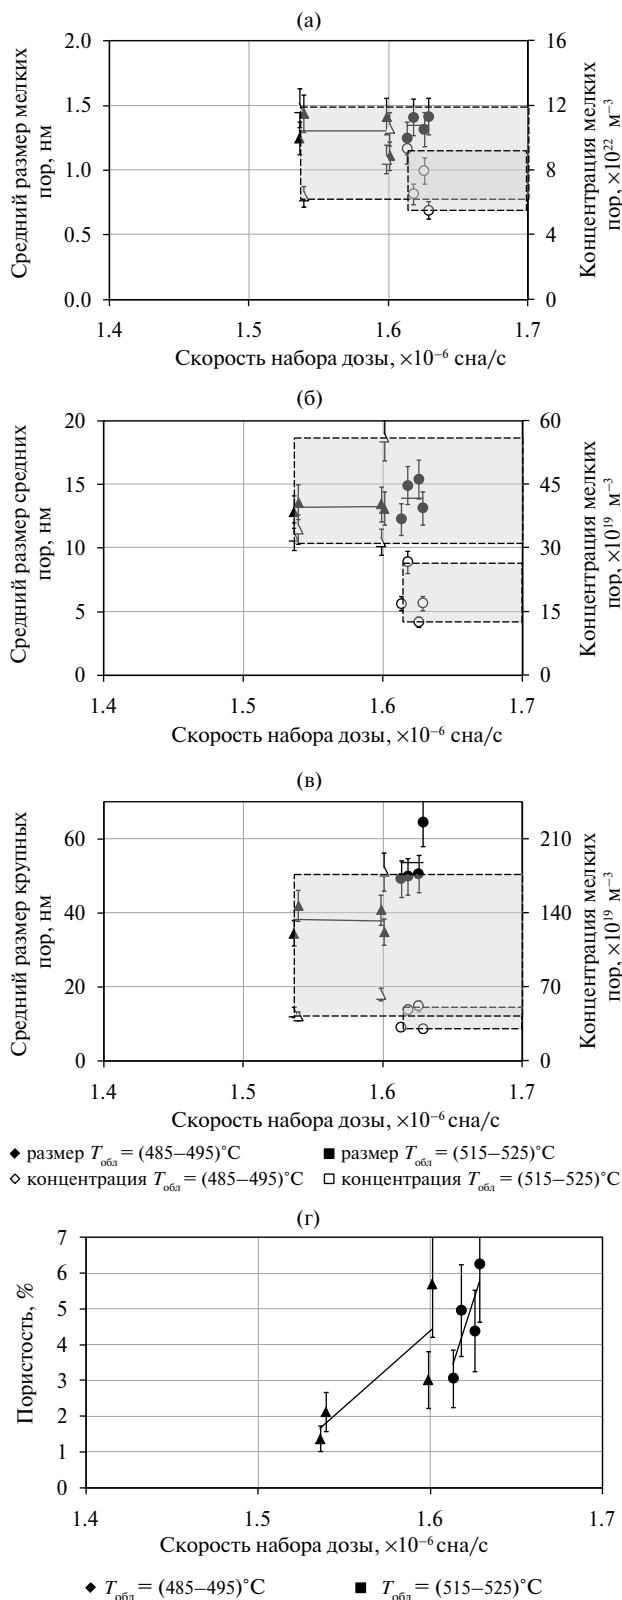 (а)
2.0
1.5
1.0
0.5
0.0
Средний размер мелких
пор, нм
16
12
8
4
0
Концентрация мелких
пор, ×10²² м⁻³
1.4 1.5 1.6 1.7
Скорость набора дозы, ×10⁻⁶ сна/с
(б)
20
15
10
5
0
Средний размер средних
пор, нм
60
45
30
15
0
Концентрация мелких
пор, ×10¹⁹ м⁻³
1.4 1.5 1.6 1.7
Скорость набора дозы, ×10⁻⁶ сна/с
(в)
60
40
20
0
Средний размер крупных
пор, нм
210
140
70
0
Концентрация мелких
пор, ×10¹⁹ м⁻³
1.4 1.5 1.6 1.7
Скорость набора дозы, ×10⁻⁶ сна/с
♦ размер Tобл = (485–495)°C ■ размер Tобл = (515–525)°C
◇ концентрация Tобл = (485–495)°C □ концентрация Tобл = (515–525)°C
(г)
7
6
5
4
3
2
1
0
Пористость, %
1.4 1.5 1.6 1.7
Скорость набора дозы, ×10⁻⁶ сна/с
♦ Tобл = (485–495)°C ■ Tобл = (515–525)°C